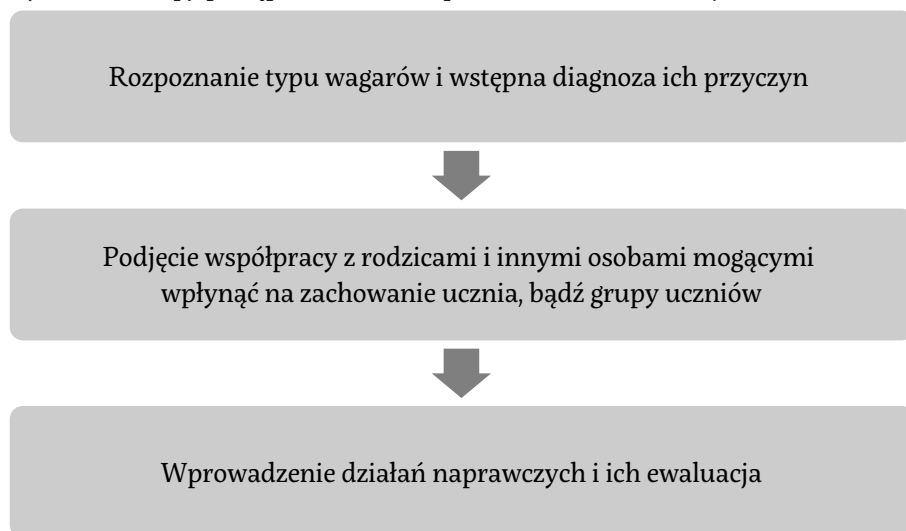 Rozpoznanie typu wagarów i wstępna diagnoza ich przyczyn
Podjęcie współpracy z rodzicami i innymi osobami mogącymi
wpłynąć na zachowanie ucznia, bądź grupy uczniów
Wprowadzenie działań naprawczych i ich ewaluacja